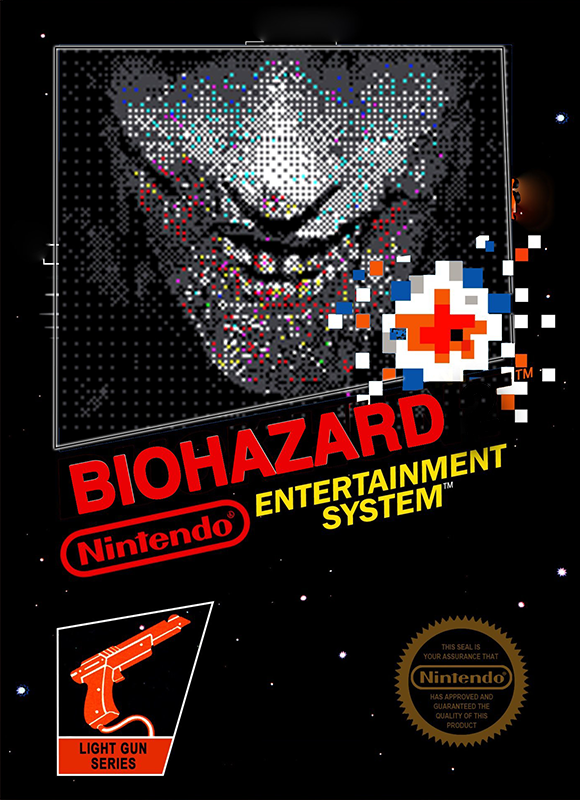 TM
BIOHAZARD
Nintendo®
ENTERTAINMENT
SYSTEM™
LIGHT GUN
SERIES
THIS SEAL IS
YOUR ASSURANCE THAT
Nintendo®
HAS APPROVED AND
GUARANTEED THE
QUALITY OF THIS
PRODUCT